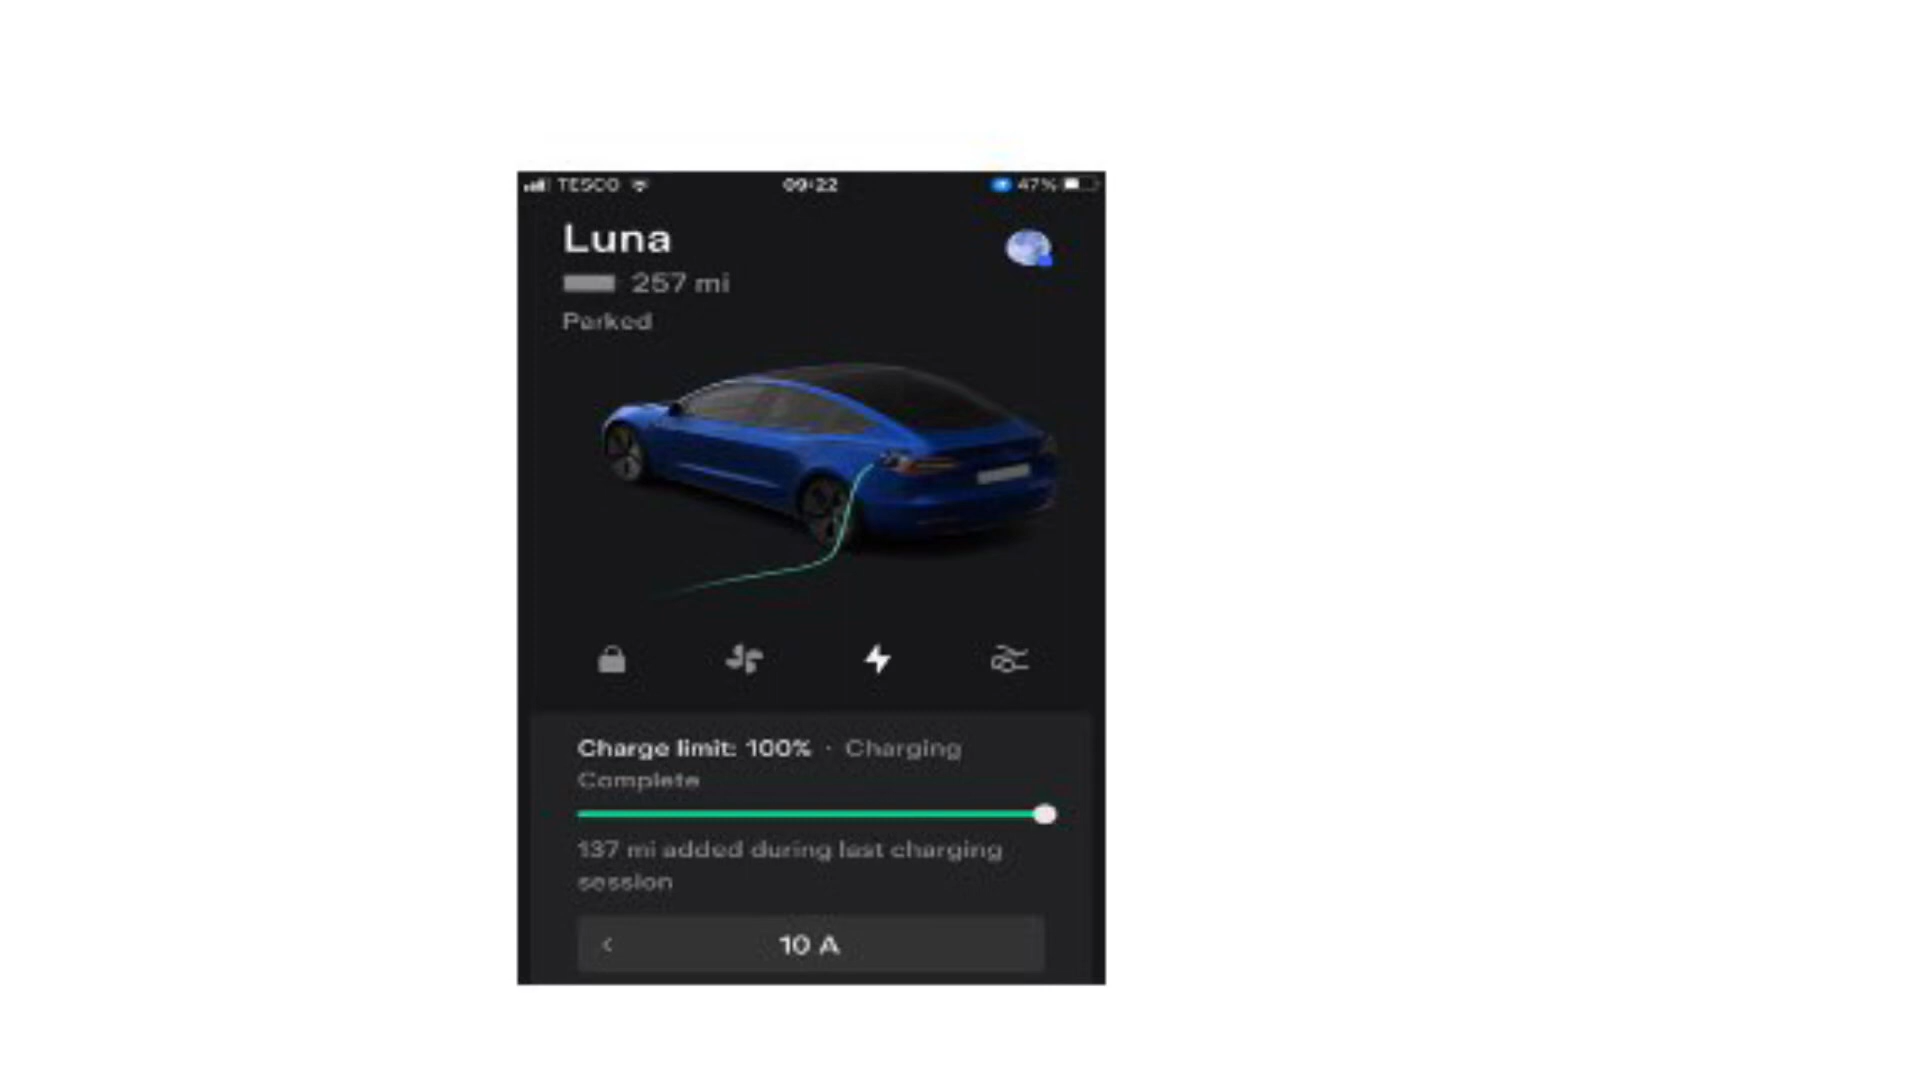 TESCO 09:22 47%
Luna
257 mi
Parked
Charge limit: 100% · Charging
Complete
137 mi added during last charging
session
< 10 A